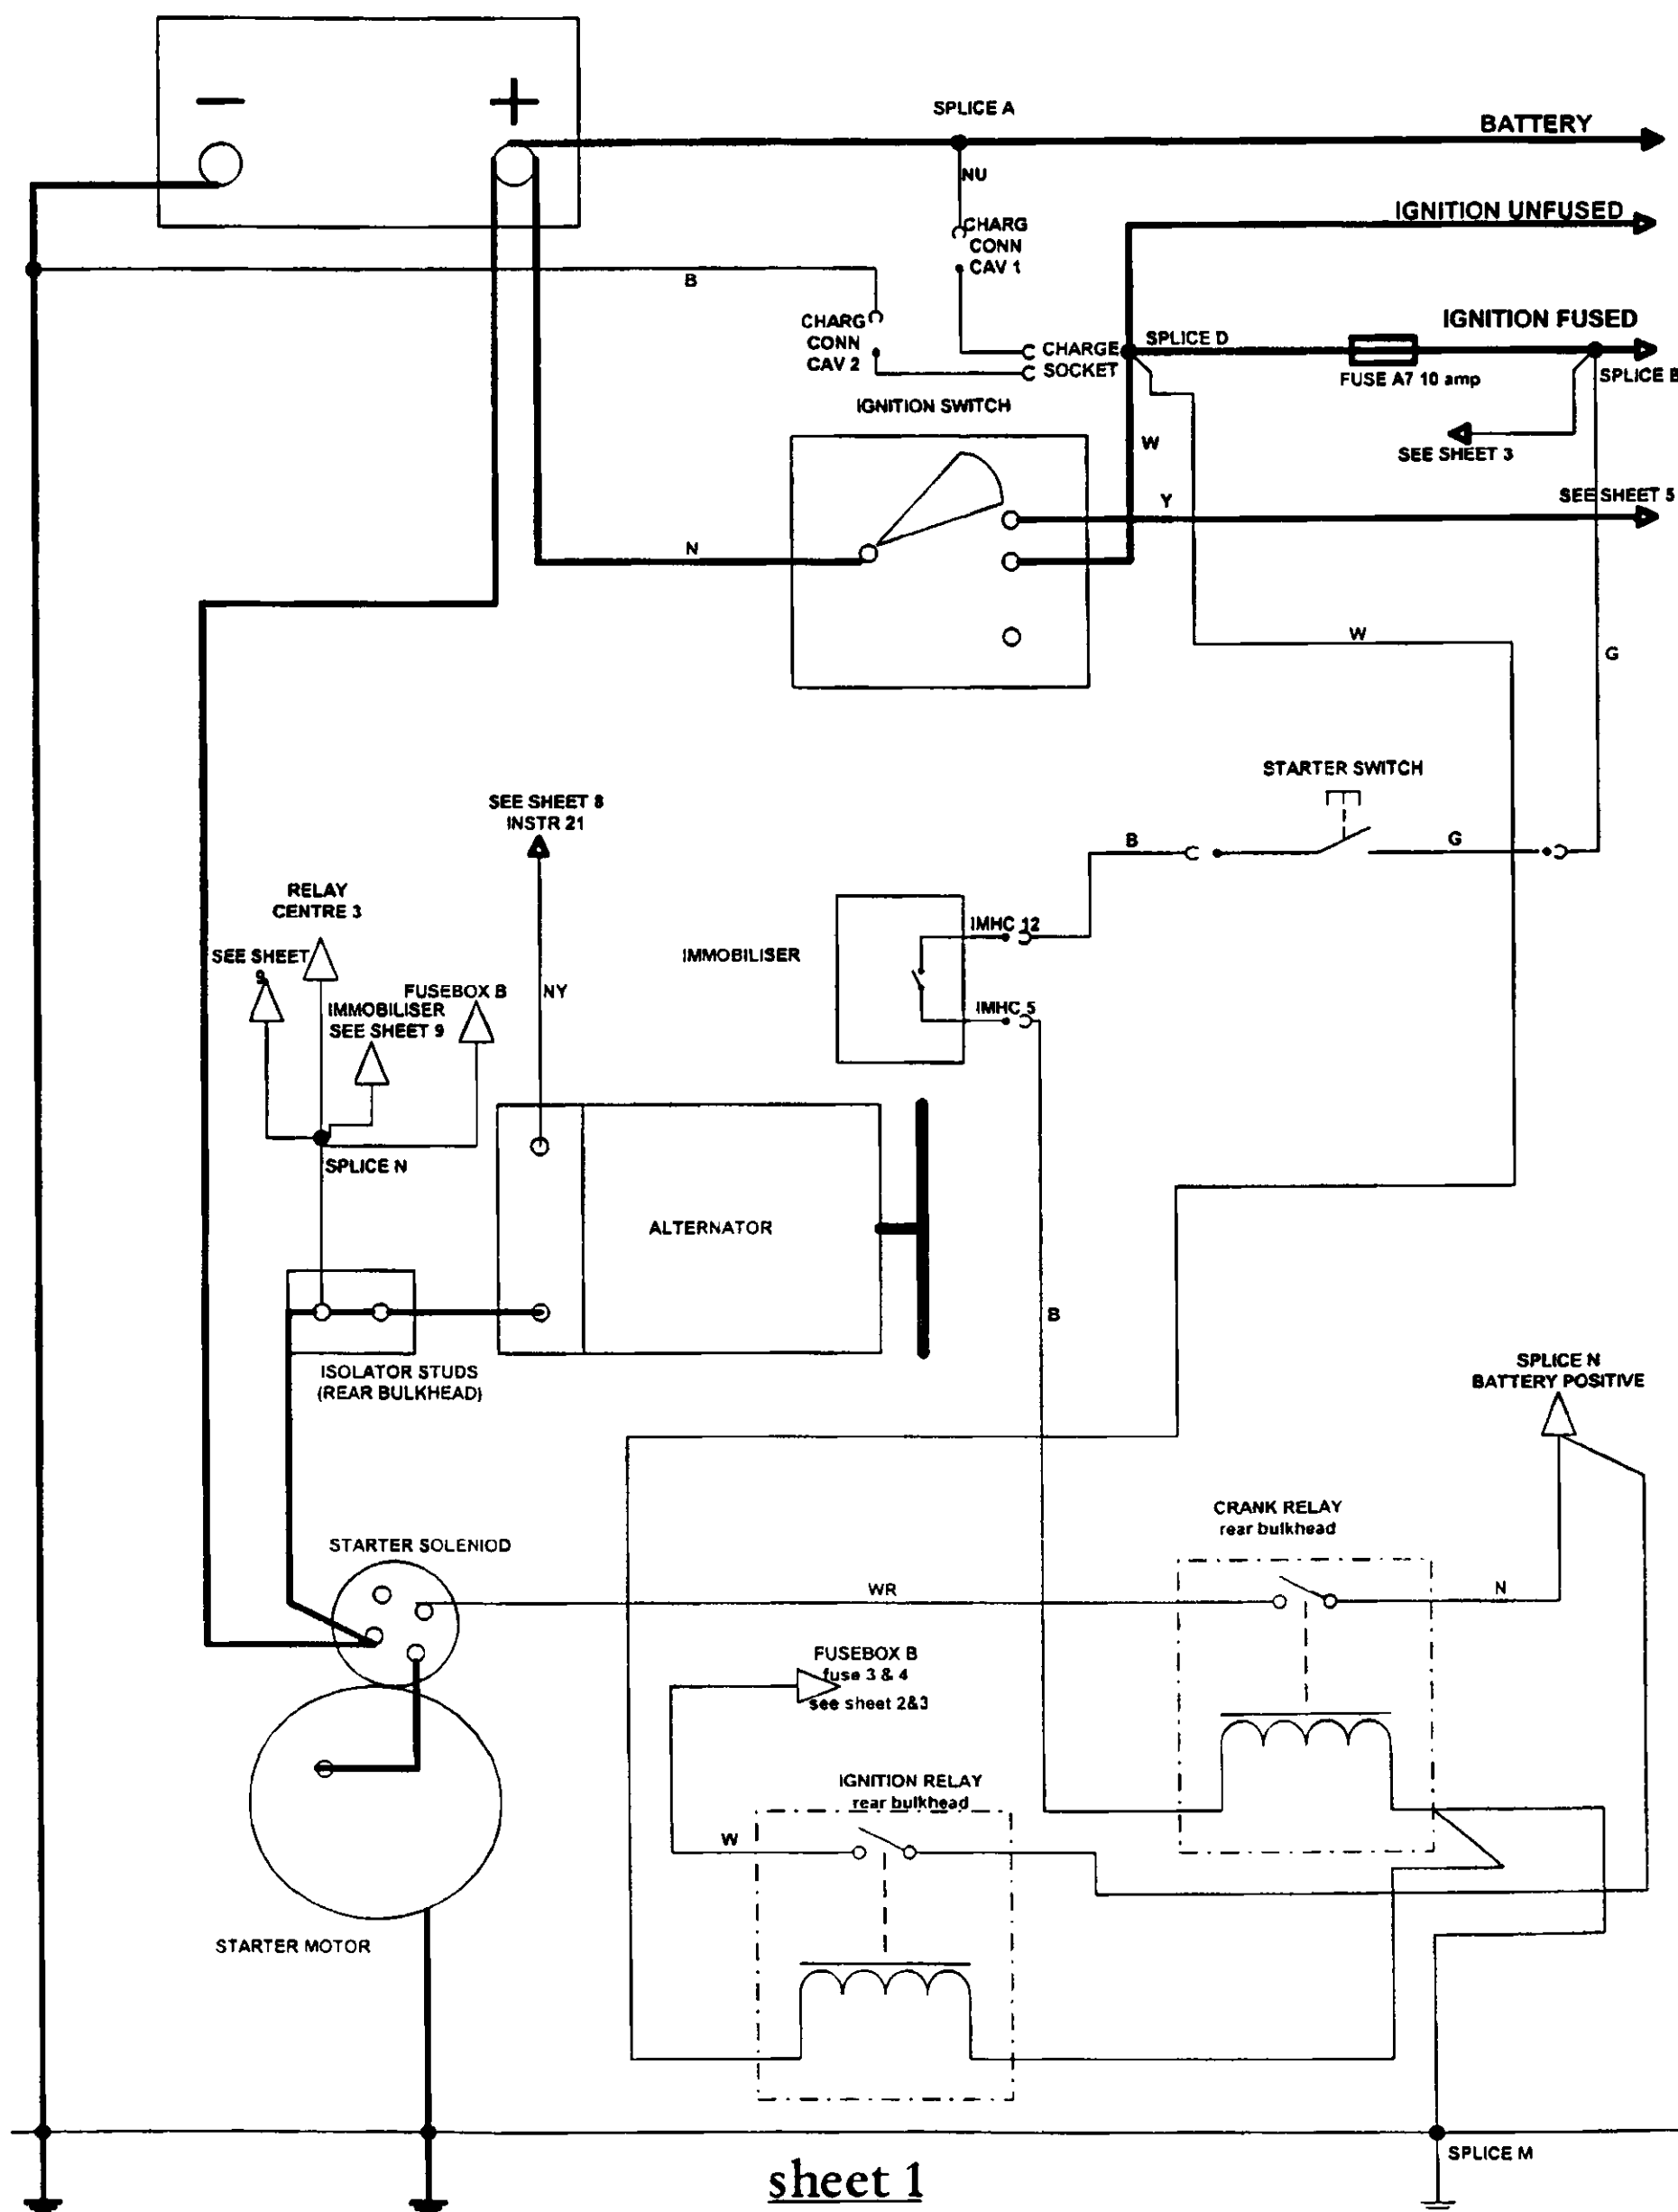 − +
SPLICE A
BATTERY
NU
IGNITION UNFUSED
CHARG
CONN
CAV 1
B
IGNITION FUSED
CHARG
CONN
CAV 2
CHARGE
SOCKET
SPLICE D
FUSE A7 10 amp
SPLICE B
IGNITION SWITCH
W
SEE SHEET 3
Y
SEE SHEET 5
N
W
G
STARTER SWITCH
SEE SHEET 8
INSTR 21
B
G
RELAY
CENTRE 3
IMHC 12
IMMOBILISER
SEE SHEET
9
FUSEBOX B
NY
IMMOBILISER
SEE SHEET 9
IMHC 5
SPLICE N
ALTERNATOR
B
ISOLATOR STUDS
(REAR BULKHEAD)
SPLICE N
BATTERY POSITIVE
CRANK RELAY
rear bulkhead
STARTER SOLENIOD
WR
N
FUSEBOX B
fuse 3 & 4
see sheet 2&3
IGNITION RELAY
rear bulkhead
W
STARTER MOTOR
SPLICE M
sheet 1